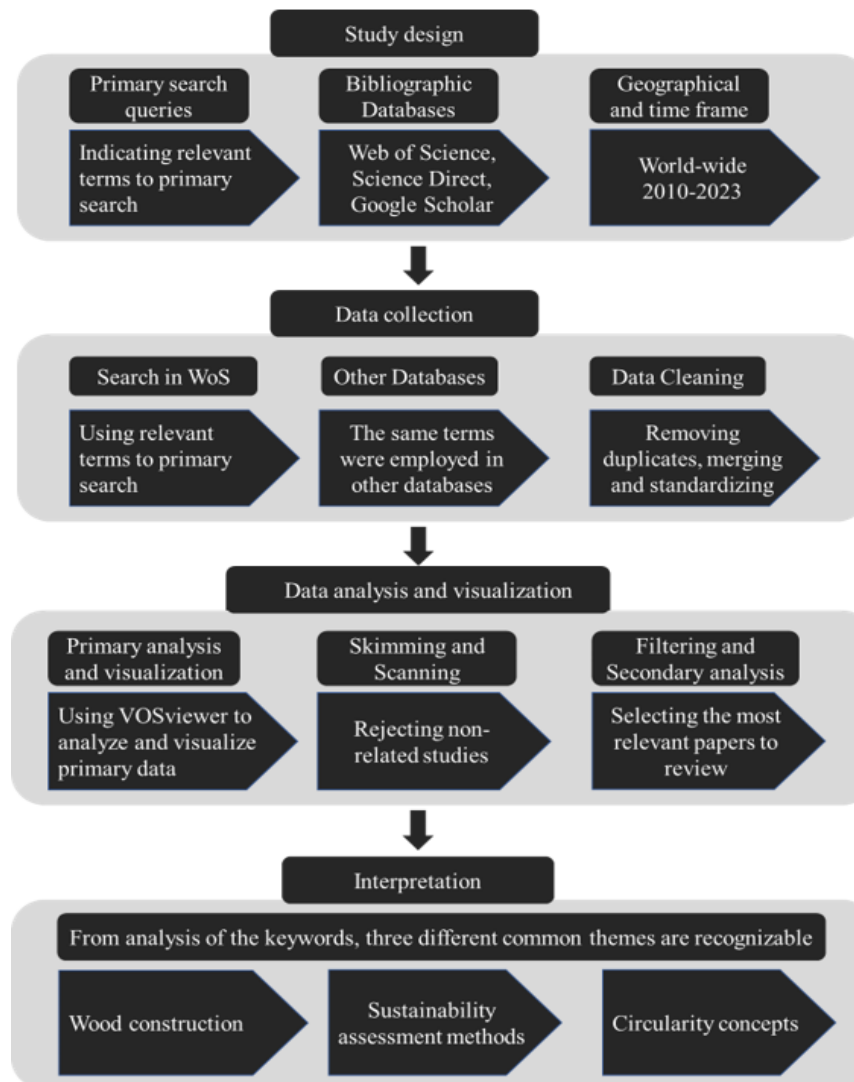 Study design
Primary search
queries
Indicating relevant
terms to primary
search
Bibliographic
Databases
Web of Science,
Science Direct,
Google Scholar
Geographical
and time frame
World-wide
2010-2023
Data collection
Search in WoS
Using relevant
terms to primary
search
Other Databases
The same terms
were employed in
other databases
Data Cleaning
Removing
duplicates, merging
and standardizing
Data analysis and visualization
Primary analysis
and visualization
Using VOSviewer to
analyze and visualize
primary data
Skimming and
Scanning
Rejecting non-
related studies
Filtering and
Secondary analysis
Selecting the most
relevant papers to
review
Interpretation
From analysis of the keywords, three different common themes are recognizable
Wood construction
Sustainability
assessment methods
Circularity concepts